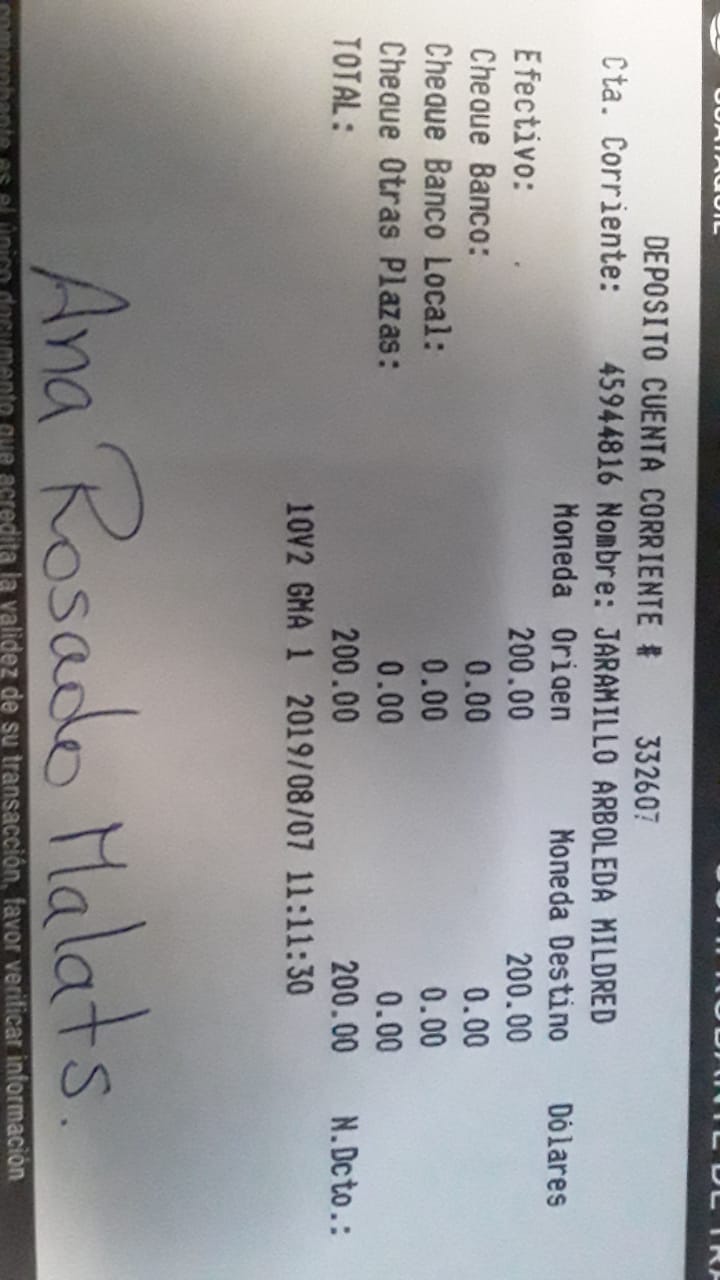 DEPOSITO CUENTA CORRIENTE # 332607
Cta. Corriente: 45944816 Nombre: JARAMILLO ARBOLEDA MILDRED
Moneda Origen Moneda Destino Dólares
Efectivo: 200.00 200.00
Cheque Banco: 0.00 0.00
Cheque Banco Local: 0.00 0.00
Cheque Otras Plazas: 0.00 0.00
TOTAL: 200.00 200.00 N.Dcto.:
10V2 GMA 1 2019/08/07 11:11:30
Ana Rosado Malats.
comprobante es el único documento que acredita la validez de su transacción, favor verificar información